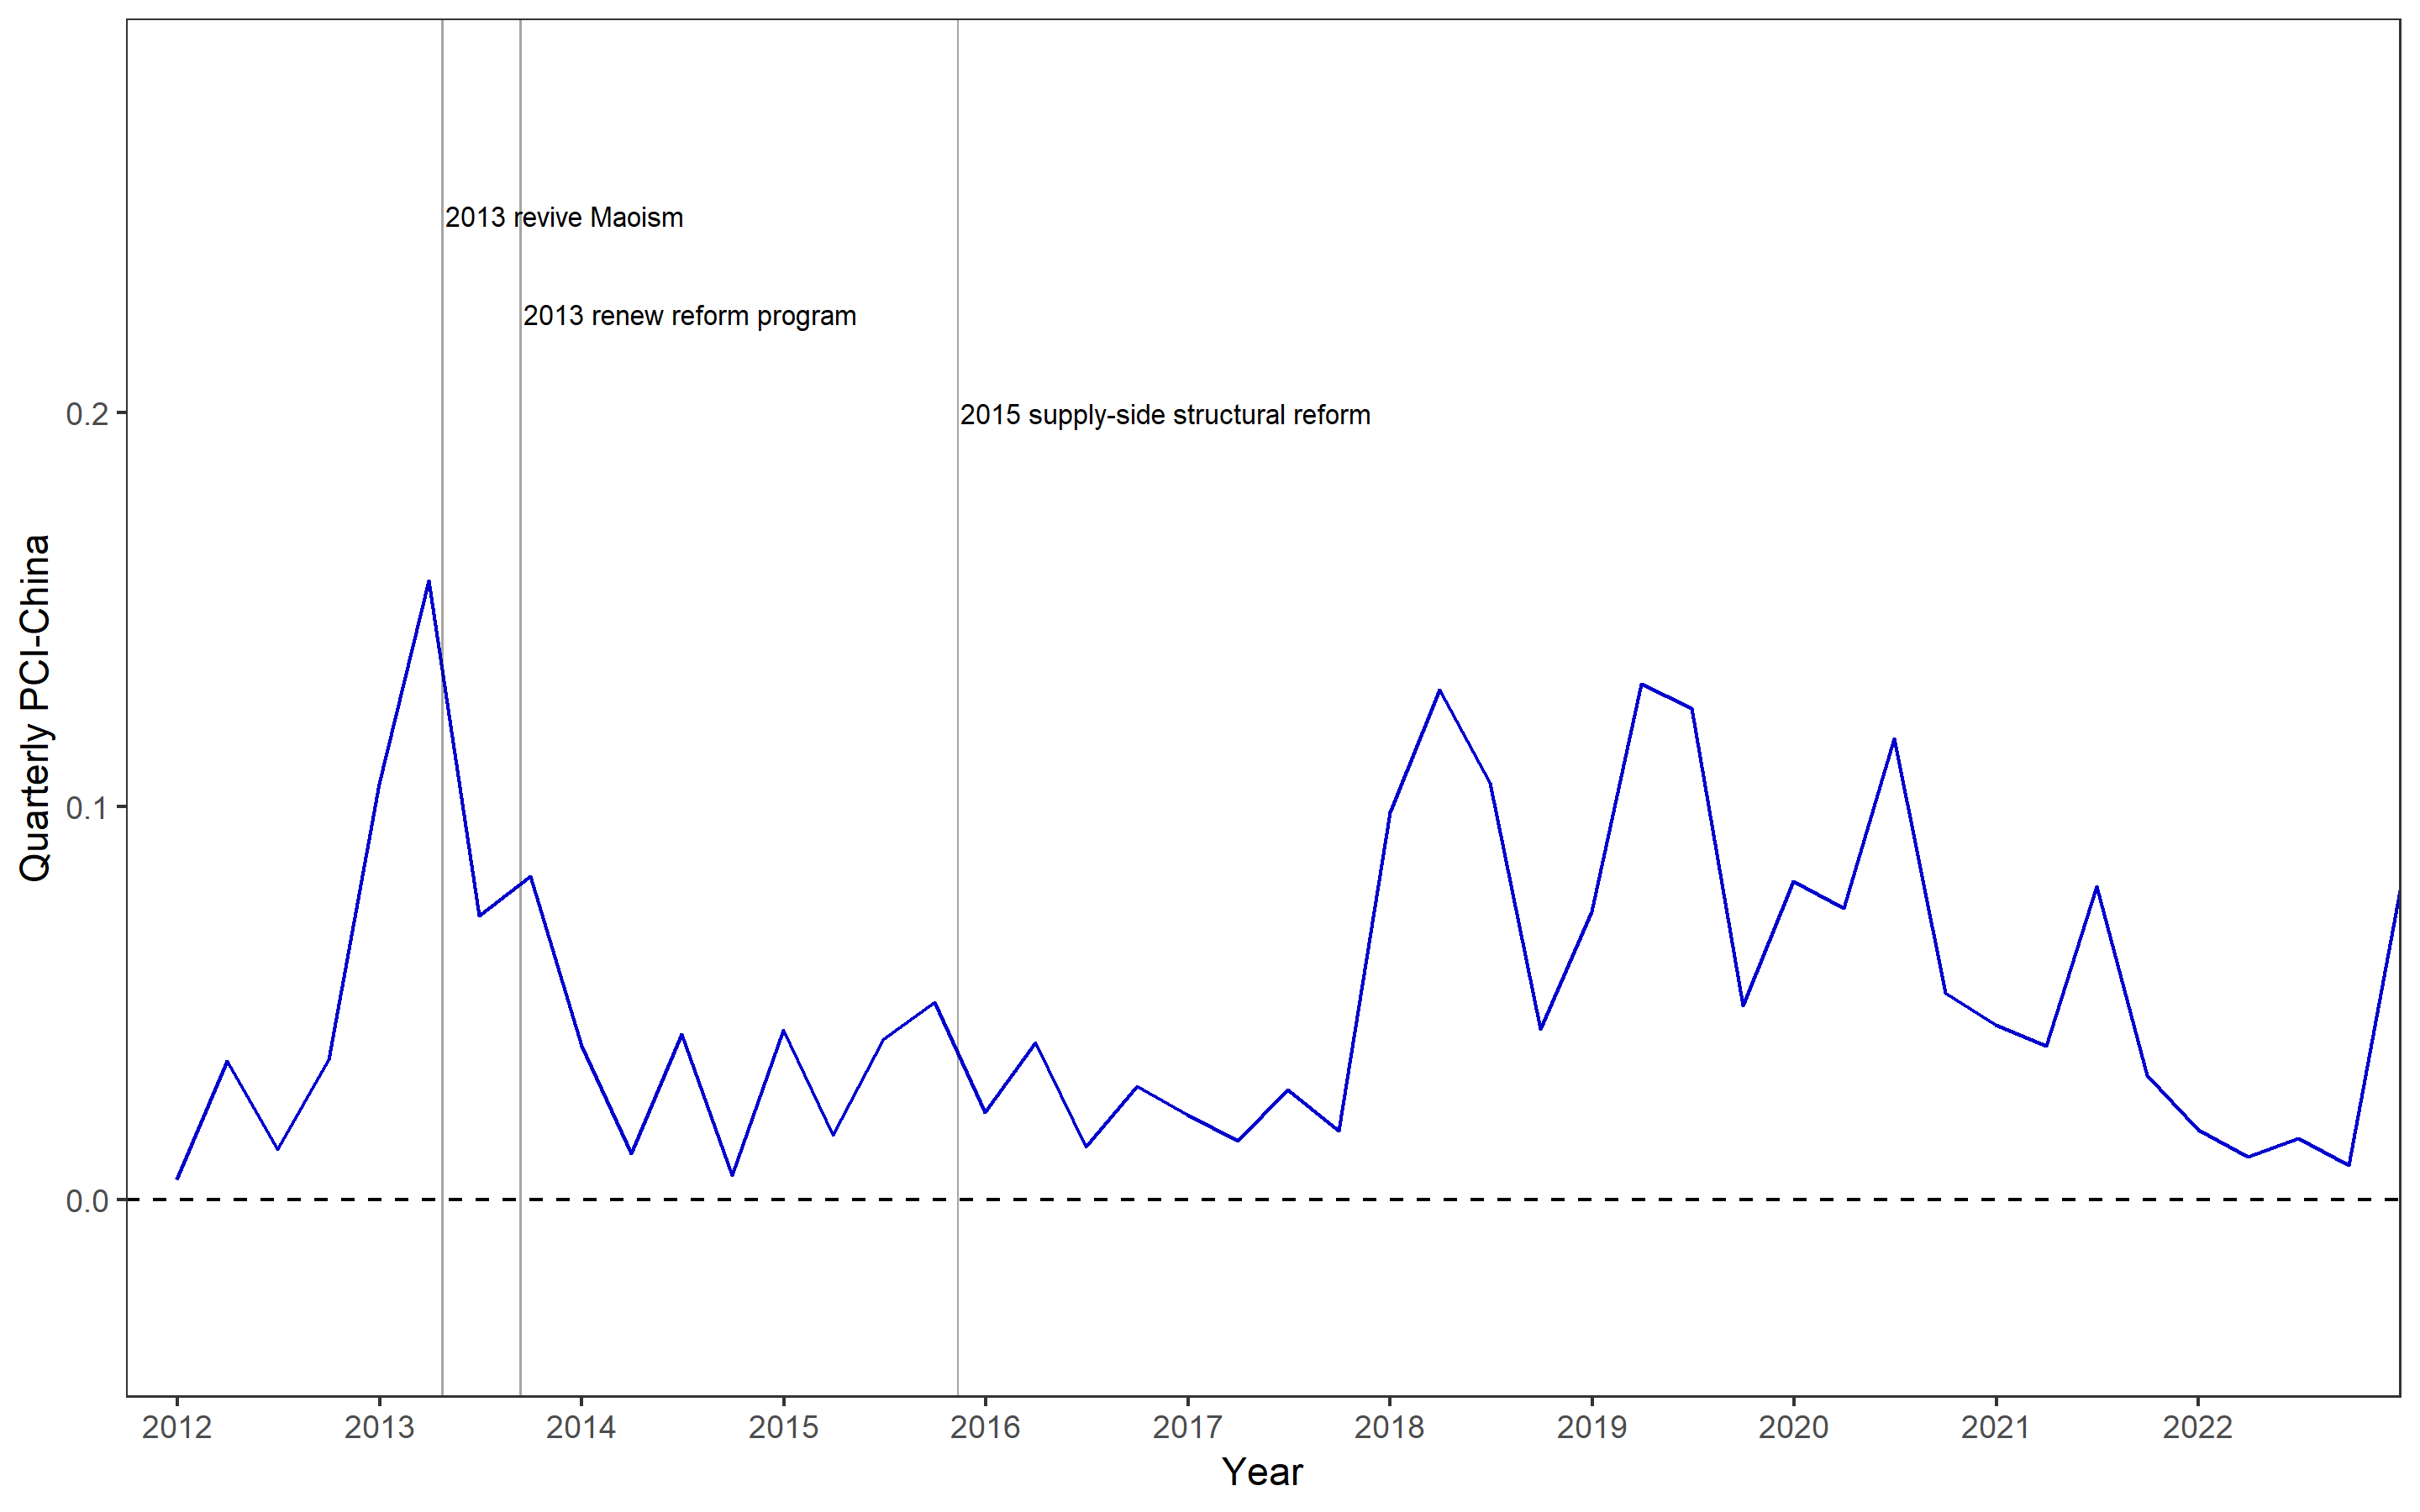 2013 revive Maoism
2013 renew reform program
0.2
2015 supply-side structural reform
Quarterly PCI-China
0.1
0.0
2012 2013 2014 2015 2016 2017 2018 2019 2020 2021 2022
Year